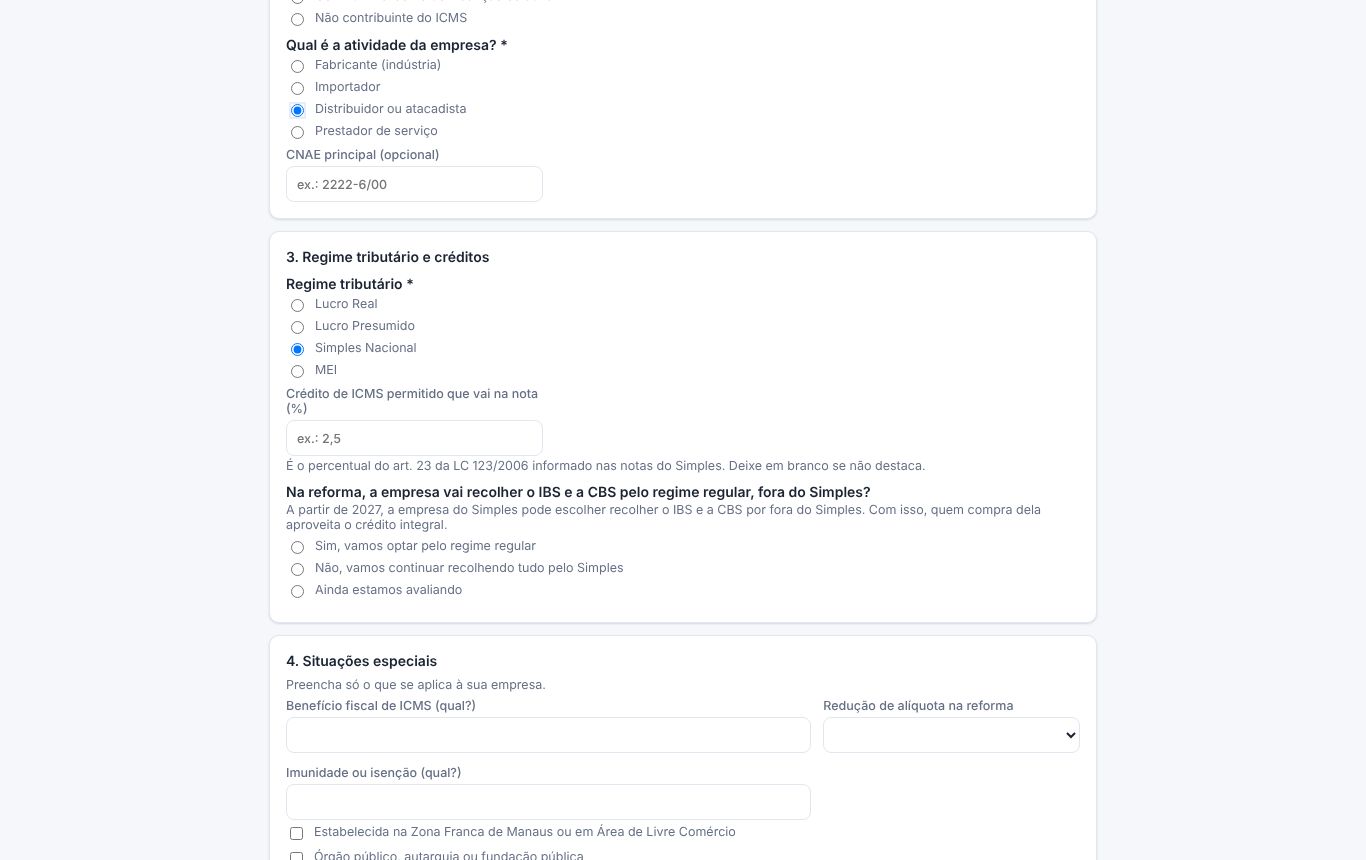 Não contribuinte do ICMS
Qual é a atividade da empresa? *
Fabricante (indústria)
Importador
Distribuidor ou atacadista
Prestador de serviço
CNAE principal (opcional)
ex.: 2222-6/00
3. Regime tributário e créditos
Regime tributário *
Lucro Real
Lucro Presumido
Simples Nacional
MEI
Crédito de ICMS permitido que vai na nota
(%)
ex.: 2,5
É o percentual do art. 23 da LC 123/2006 informado nas notas do Simples. Deixe em branco se não destaca.
Na reforma, a empresa vai recolher o IBS e a CBS pelo regime regular, fora do Simples?
A partir de 2027, a empresa do Simples pode escolher recolher o IBS e a CBS por fora do Simples. Com isso, quem compra dela
aproveita o crédito integral.
Sim, vamos optar pelo regime regular
Não, vamos continuar recolhendo tudo pelo Simples
Ainda estamos avaliando
4. Situações especiais
Preencha só o que se aplica à sua empresa.
Benefício fiscal de ICMS (qual?)
Redução de alíquota na reforma
Imunidade ou isenção (qual?)
Estabelecida na Zona Franca de Manaus ou em Área de Livre Comércio
Órgão público, autarquia ou fundação pública